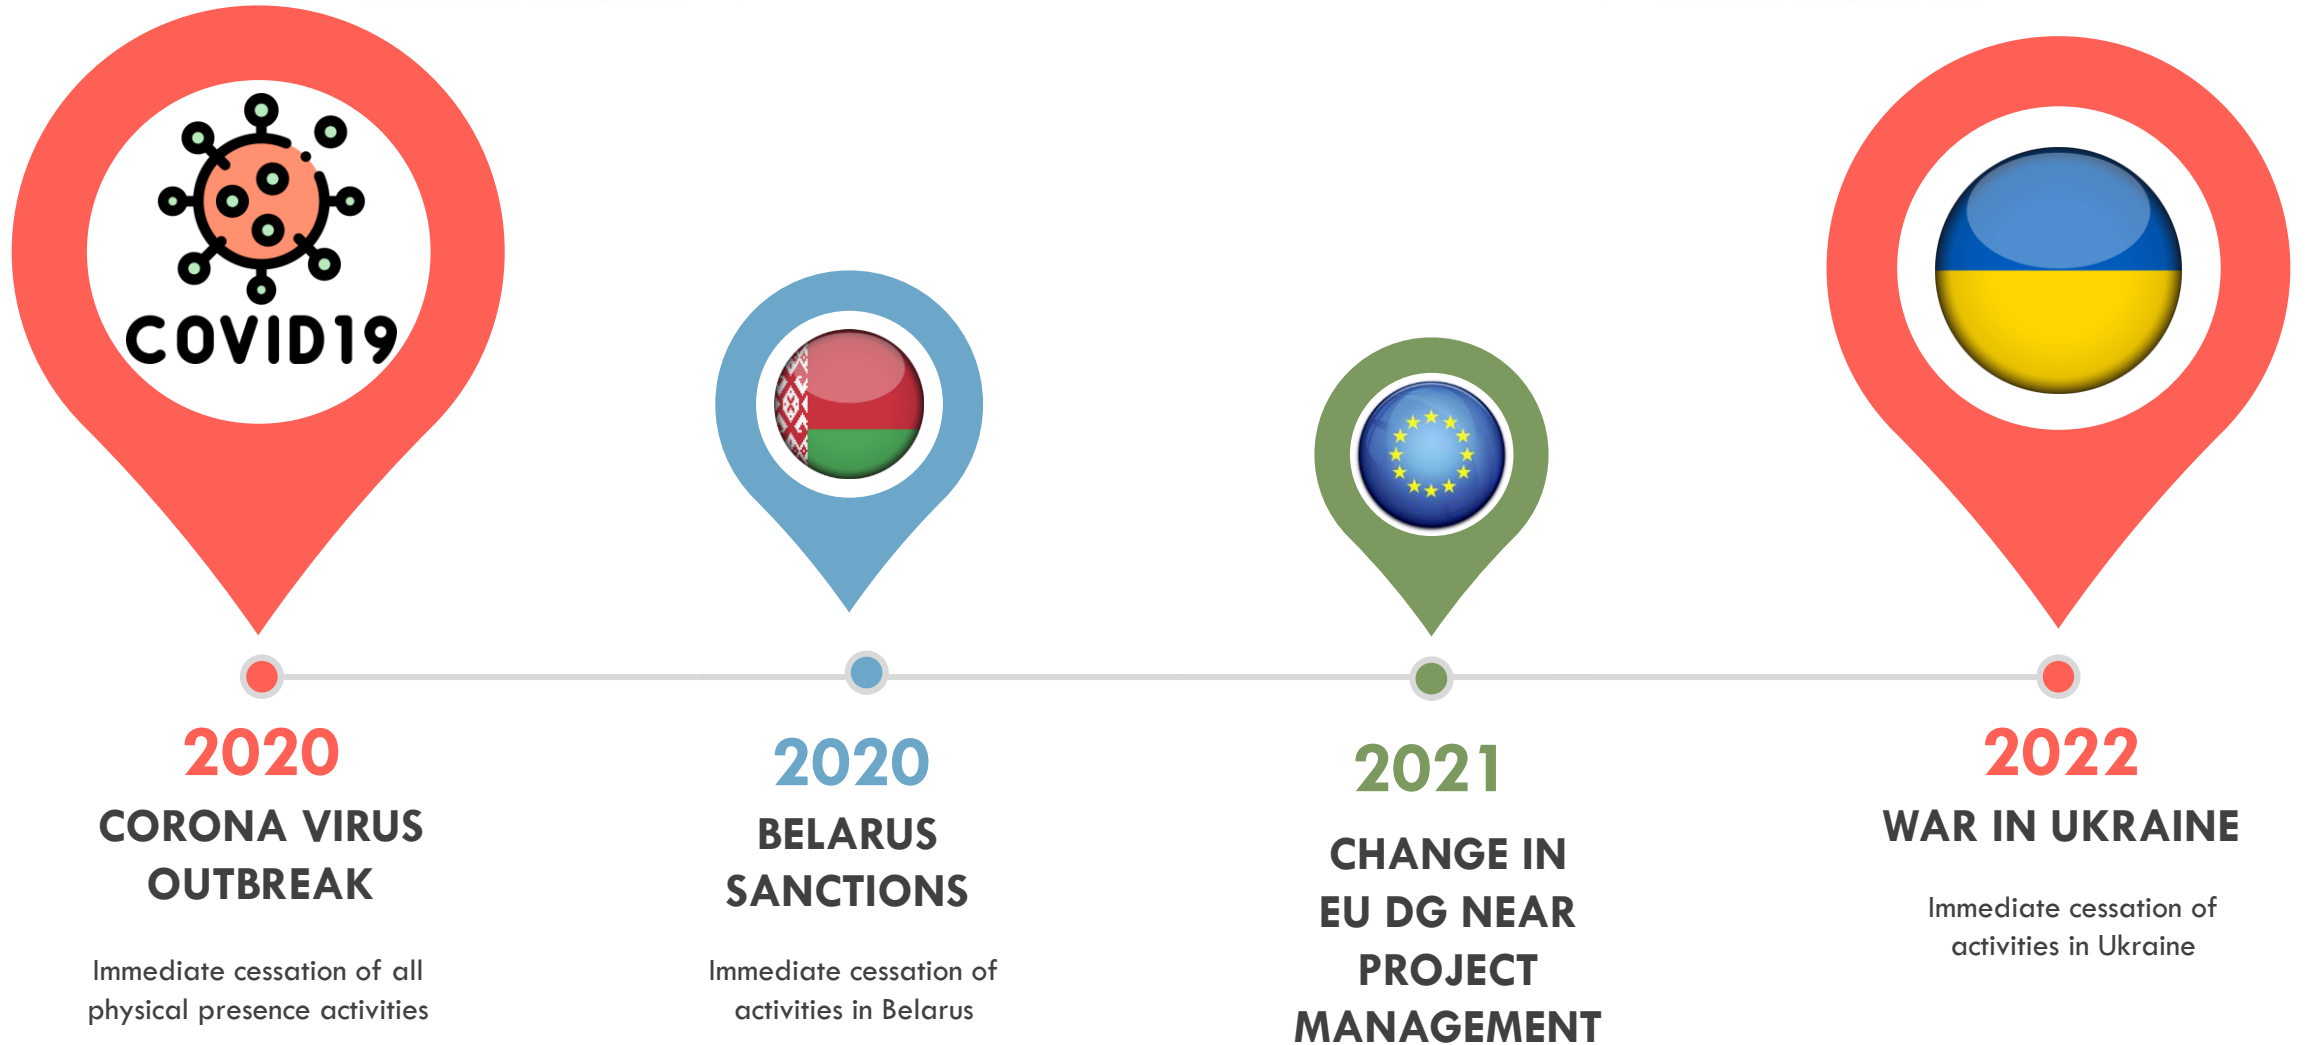 COVID19
2020
CORONA VIRUS
OUTBREAK
Immediate cessation of all
physical presence activities
2020
BELARUS
SANCTIONS
Immediate cessation of
activities in Belarus
2021
CHANGE IN
EU DG NEAR
PROJECT
MANAGEMENT
2022
WAR IN UKRAINE
Immediate cessation of
activities in Ukraine